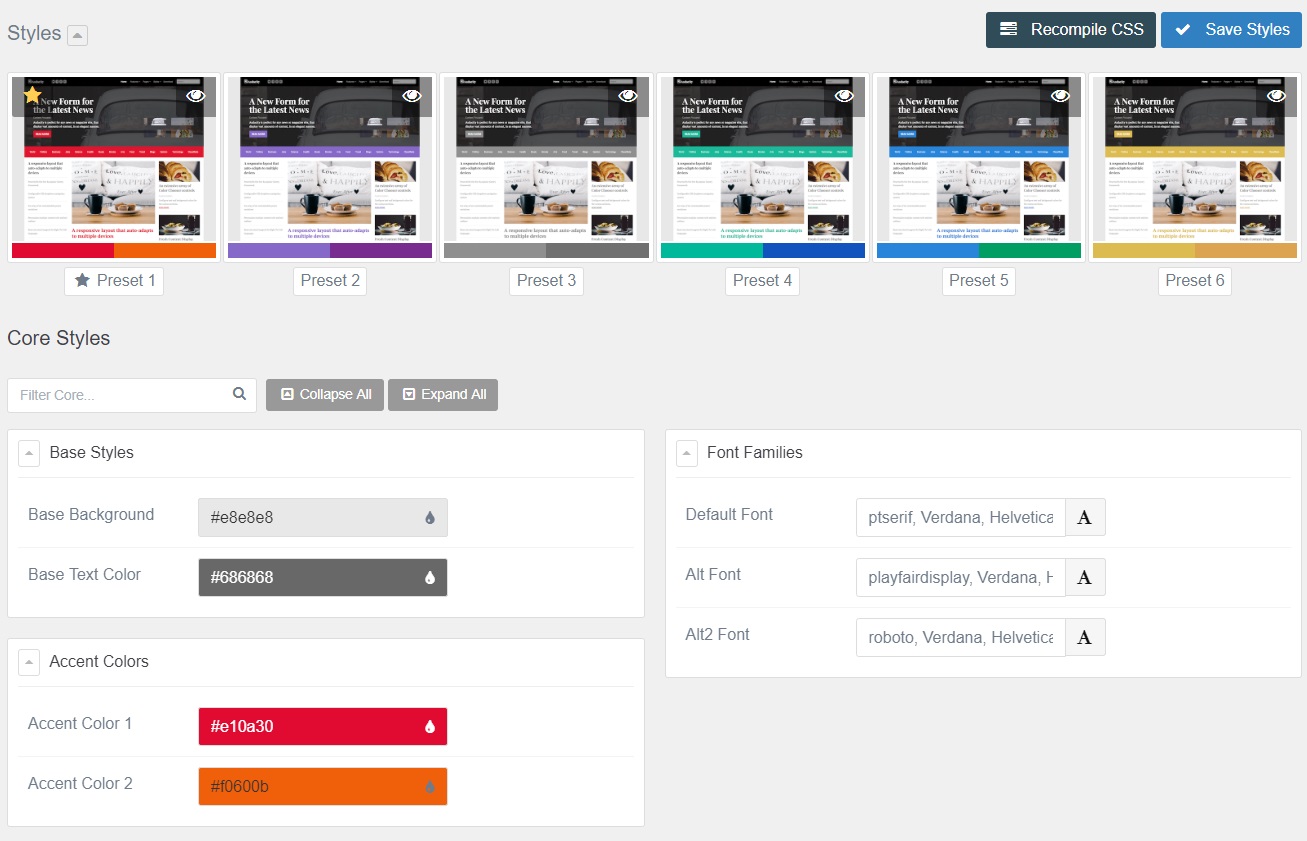 Styles
Recompile CSS
Save Styles
A New Form for
the Latest News
A responsive layout that auto-adapts
to multiple devices
A New Form for
the Latest News
A responsive layout that auto-adapts
to multiple devices
A New Form for
the Latest News
A responsive layout that auto-adapts
to multiple devices
A New Form for
the Latest News
A responsive layout that auto-adapts
to multiple devices
A New Form for
the Latest News
A responsive layout that auto-adapts
to multiple devices
A New Form for
the Latest News
A responsive layout that auto-adapts
to multiple devices
Preset 1
Preset 2
Preset 3
Preset 4
Preset 5
Preset 6
Core Styles
Filter Core...
Collapse All
Expand All
Base Styles
Base Background
#e8e8e8
Base Text Color
#686868
Accent Colors
Accent Color 1
#e10a30
Accent Color 2
#f0600b
Font Families
Default Font
ptserif, Verdana, Helvetica
A
Alt Font
playfairdisplay, Verdana, H
A
Alt2 Font
roboto, Verdana, Helvetica
A